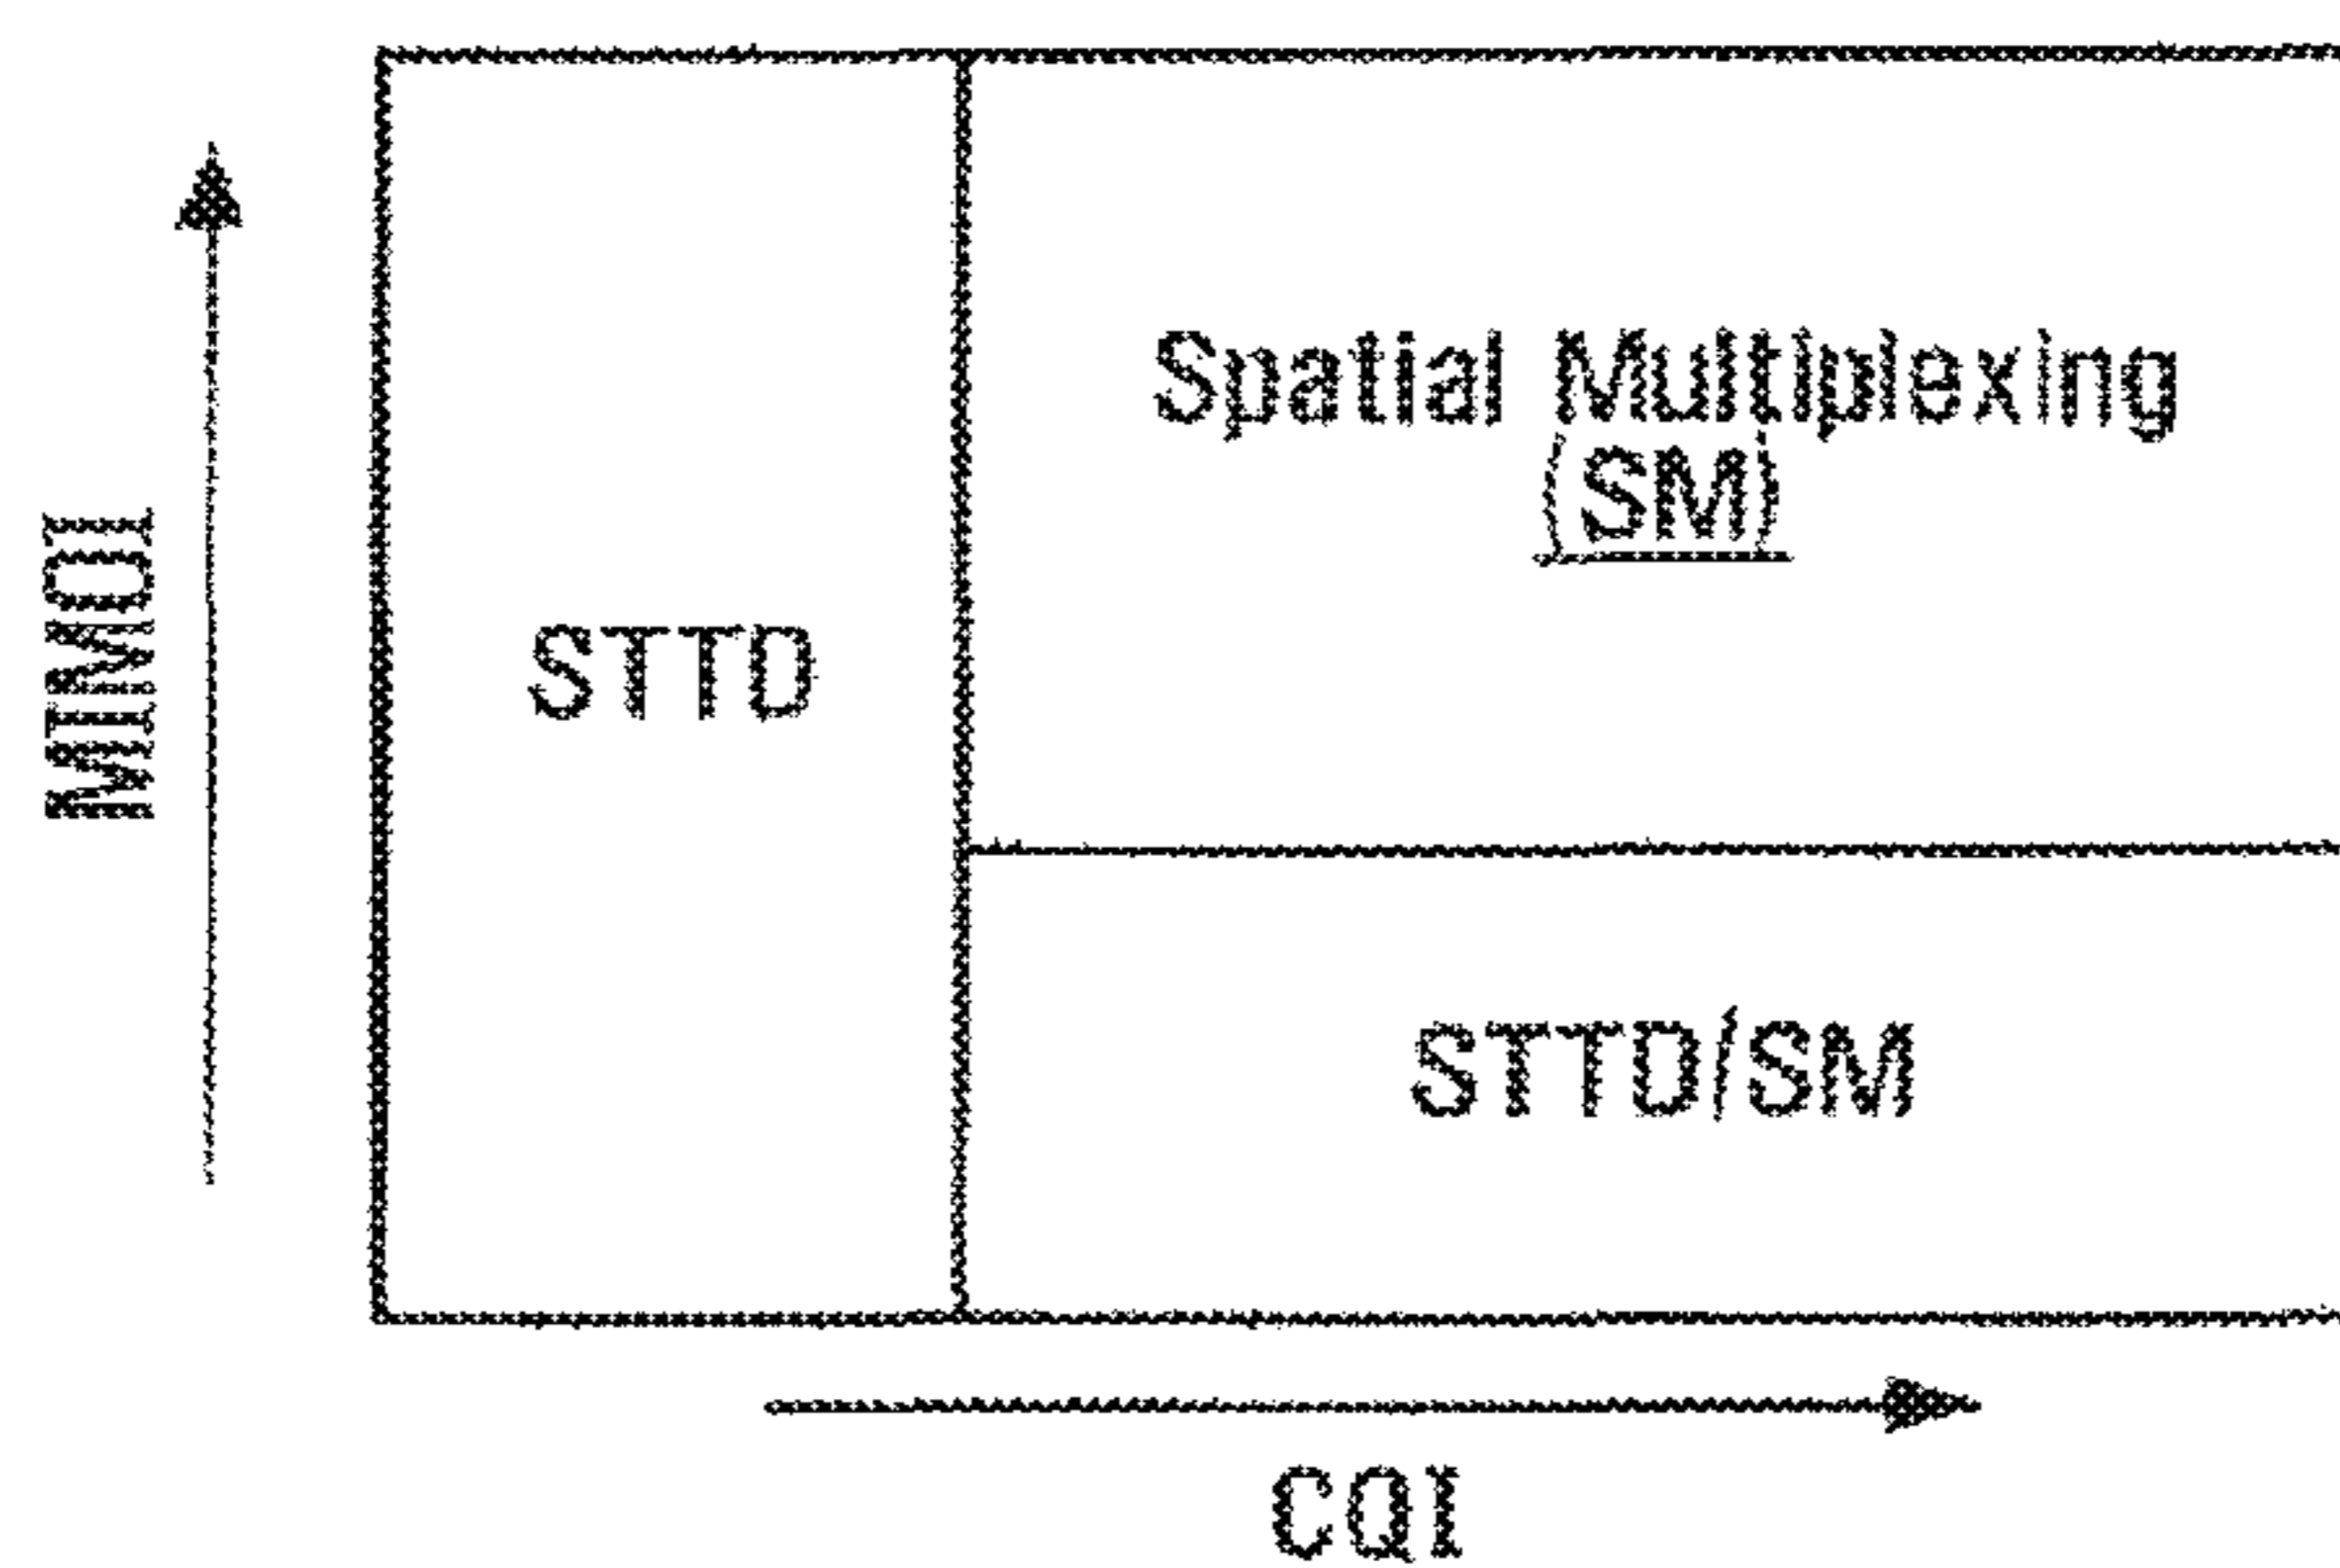 MIMOI
STTD
Spatial Multiplexing
(SM)
STTD/SM
CQI